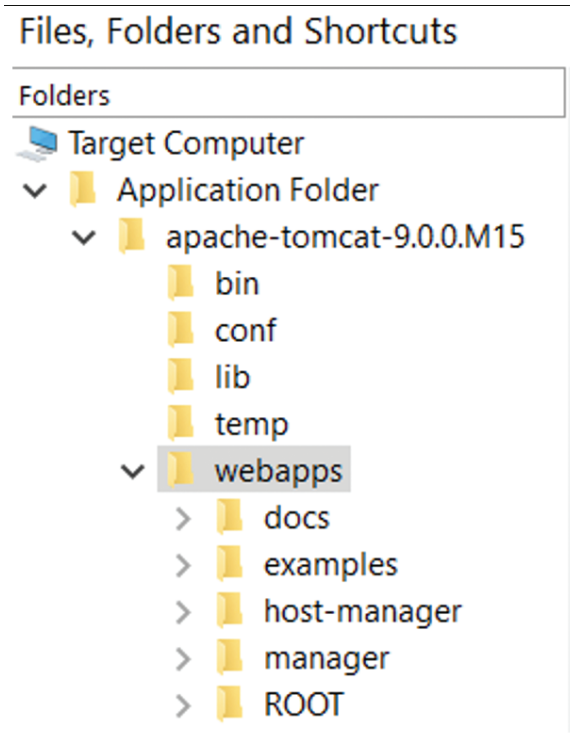 Files, Folders and Shortcuts
Folders
Target Computer
Application Folder
apache-tomcat-9.0.0.M15
bin
conf
lib
temp
webapps
docs
examples
host-manager
manager
ROOT